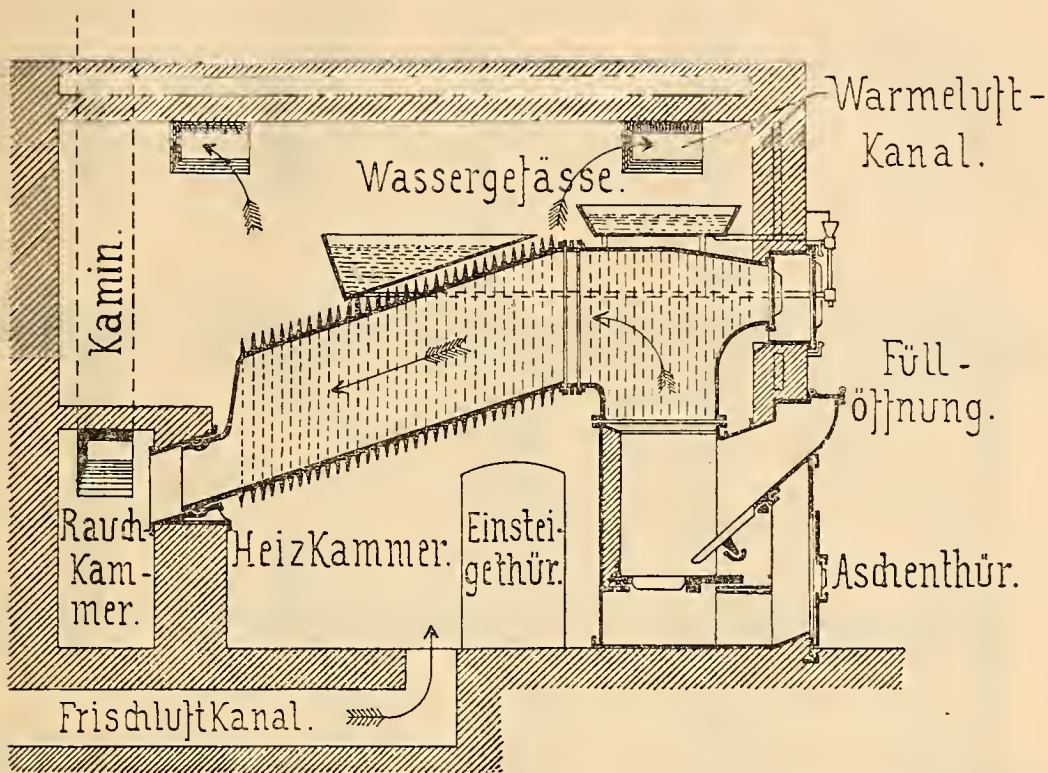 Warmeluft-
Kanal.
Wassergefässe.
Kamin.
Füll-
öffnung.
Rauch-
Kam-
mer.
HeizKammer.
Einstei-
gethür.
Aschenthür.
FrischluftKanal.